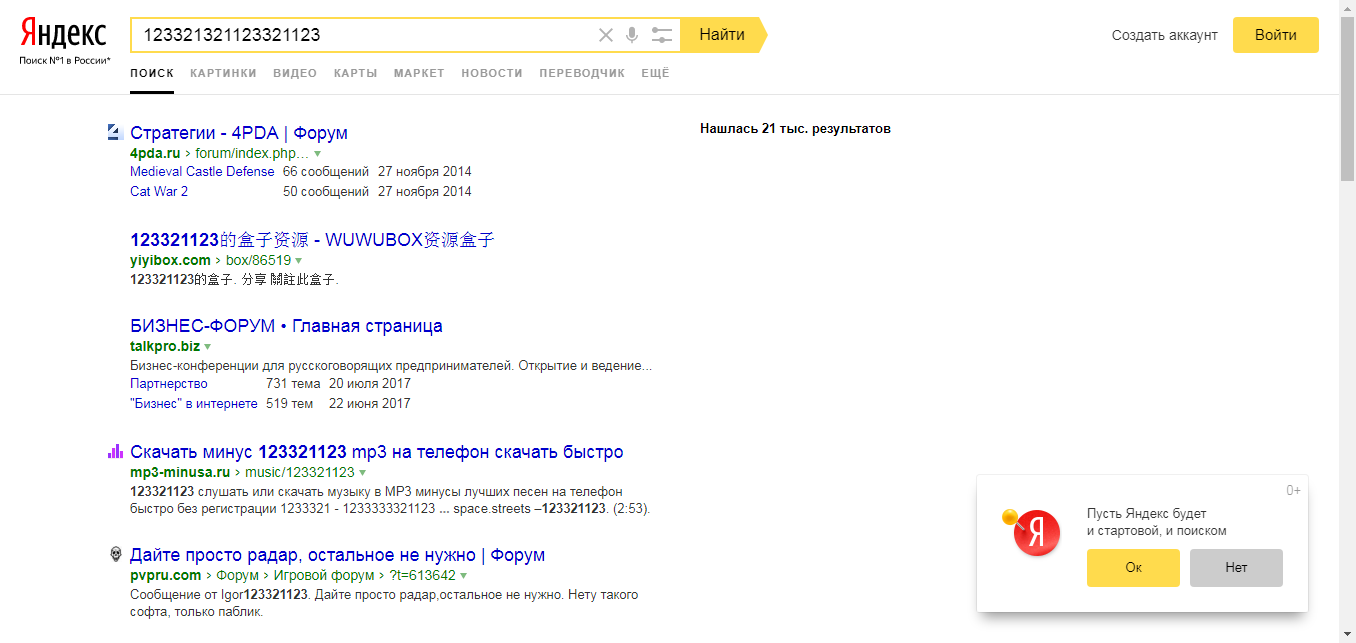 Яндекс
Поиск №1 в России*
123321321123321123
Найти
Создать аккаунт
Войти
ПОИСК КАРТИНКИ ВИДЕО КАРТЫ МАРКЕТ НОВОСТИ ПЕРЕВОДЧИК ЕЩЁ
Стратегии - 4PDA | Форум
4pda.ru › forum/index.php…
Medieval Castle Defense 66 сообщений 27 ноября 2014
Cat War 2 50 сообщений 27 ноября 2014
Нашлась 21 тыс. результатов
123321123的盒子资源 - WUWUBOX资源盒子
yiyibox.com › box/86519
123321123的盒子. 分享 關註此盒子.
БИЗНЕС-ФОРУМ • Главная страница
talkpro.biz
Бизнес-конференции для русскоговорящих предпринимателей. Открытие и ведение...
Партнерство 731 тема 20 июля 2017
"Бизнес" в интернете 519 тем 22 июня 2017
Скачать минус 123321123 mp3 на телефон скачать быстро
mp3-minusa.ru › music/123321123
123321123 слушать или скачать музыку в MP3 минусы лучших песен на телефон
быстро без регистрации 1233321 - 1233333321123 ... space.streets –123321123. (2:53).
Дайте просто радар, остальное не нужно | Форум
pvpru.com › Форум › Игровой форум › ?t=613642
Сообщение от Igor123321123. Дайте просто радар,остальное не нужно. Нету такого
софта, только паблик.
0+
Я
Пусть Яндекс будет
и стартовой, и поиском
Ок
Нет